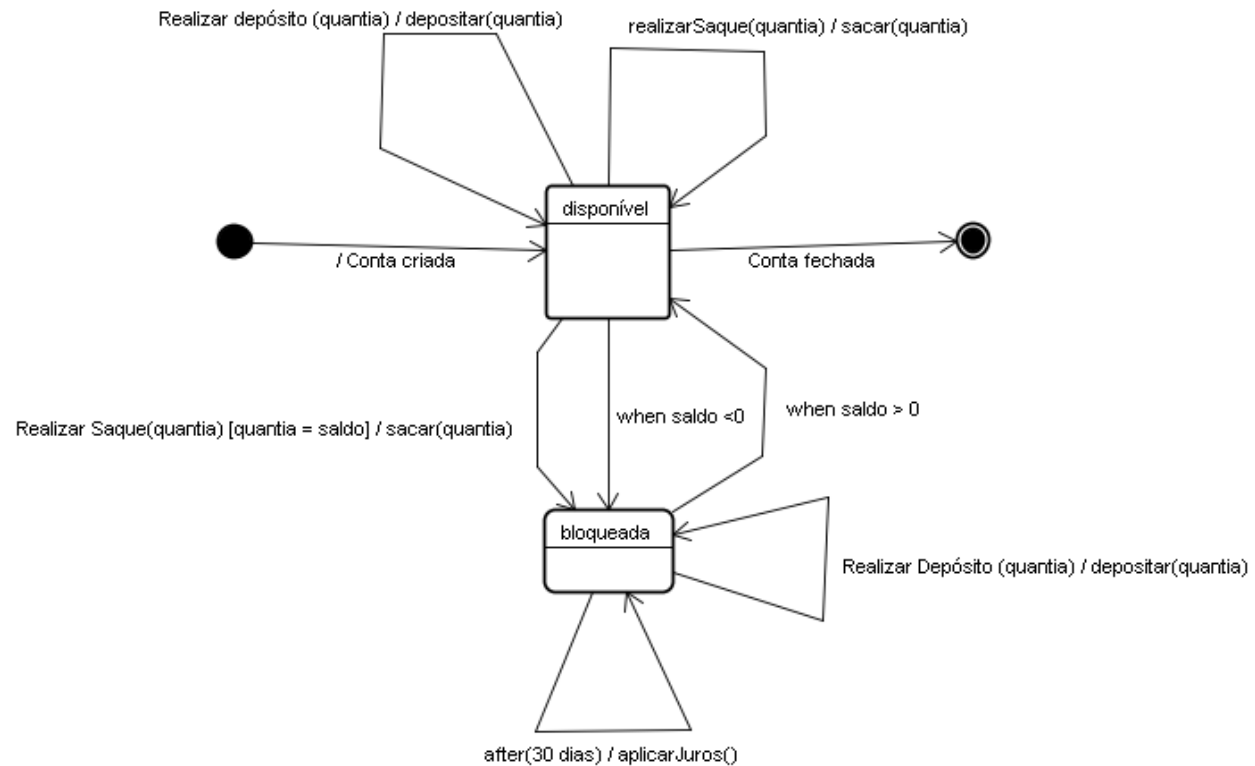 Realizar depósito (quantia) / depositar(quantia)
realizarSaque(quantia) / sacar(quantia)
disponível
/ Conta criada
Conta fechada
Realizar Saque(quantia) [quantia = saldo] / sacar(quantia)
when saldo <0
when saldo > 0
bloqueada
Realizar Depósito (quantia) / depositar(quantia)
after(30 dias) / aplicarJuros()